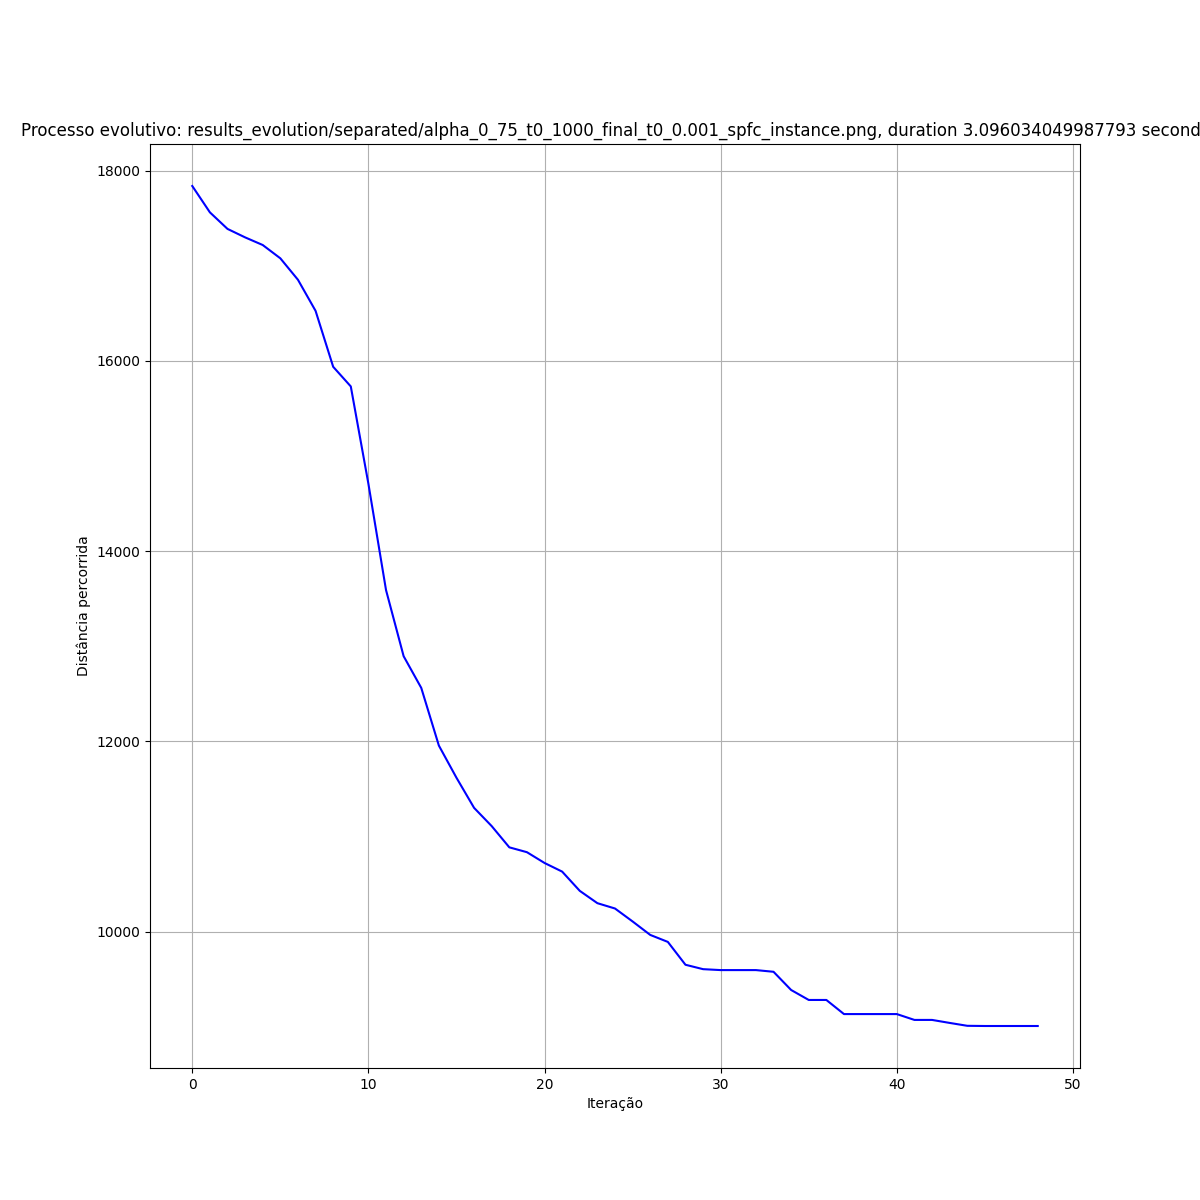 Processo evolutivo: results_evolution/separated/alpha_0_75_t0_1000_final_t0_0.001_spfc_instance.png, duration 3.096034049987793 second
18000
16000
14000
12000
10000
Distância percorrida
0 10 20 30 40 50
Iteração